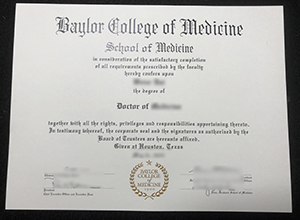 Baylor College of Medicine
School of Medicine
in consideration of the satisfactory completion
of all requirements prescribed by the faculty
hereby confers upon
the degree of
Doctor of
together with all the rights, privileges and responsibilities appertaining thereto.
In testimony whereof, the corporate seal and the signatures as authorized by the
Board of Trustees are hereunto affixed.
Given at Houston, Texas
BAYLOR
COLLEGE OF
MEDICINE